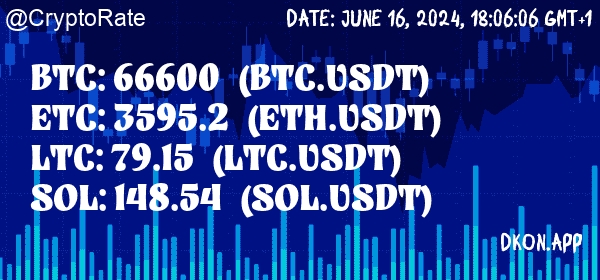 @CryptoRate
DATE: JUNE 16, 2024, 18:06:06 GMT+1
BTC: 66600 (BTC.USDT)
ETC: 3595.2 (ETH.USDT)
LTC: 79.15 (LTC.USDT)
SOL: 148.54 (SOL.USDT)
DKON.APP